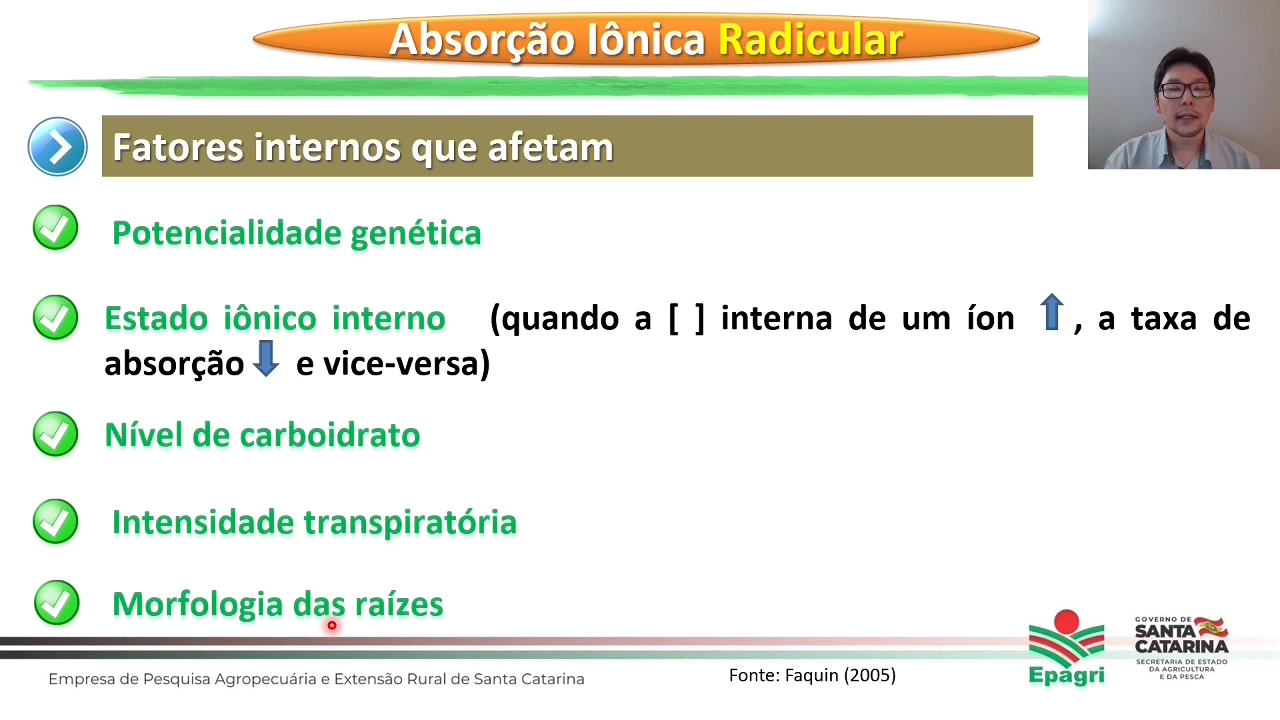 Absorção Iônica Radicular
Fatores internos que afetam
Potencialidade genética
Estado iônico interno (quando a [ ] interna de um íon ⬆, a taxa de
absorção ⬇ e vice-versa)
Nível de carboidrato
Intensidade transpiratória
Morfologia das raízes
Empresa de Pesquisa Agropecuária e Extensão Rural de Santa Catarina
Fonte: Faquin (2005)
Epagri
GOVERNO DE
SANTA
CATARINA
SECRETARIA DE ESTADO
DA AGRICULTURA
E DA PESCA